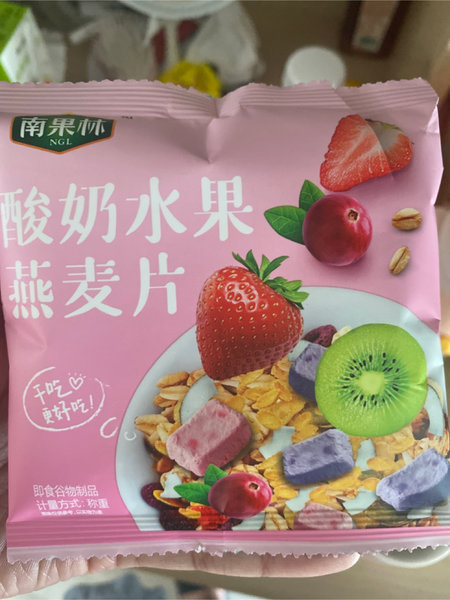 南果林
NGL
酸奶水果
燕麦片
干吃
更好吃!
即食谷物制品
计量方式:称重